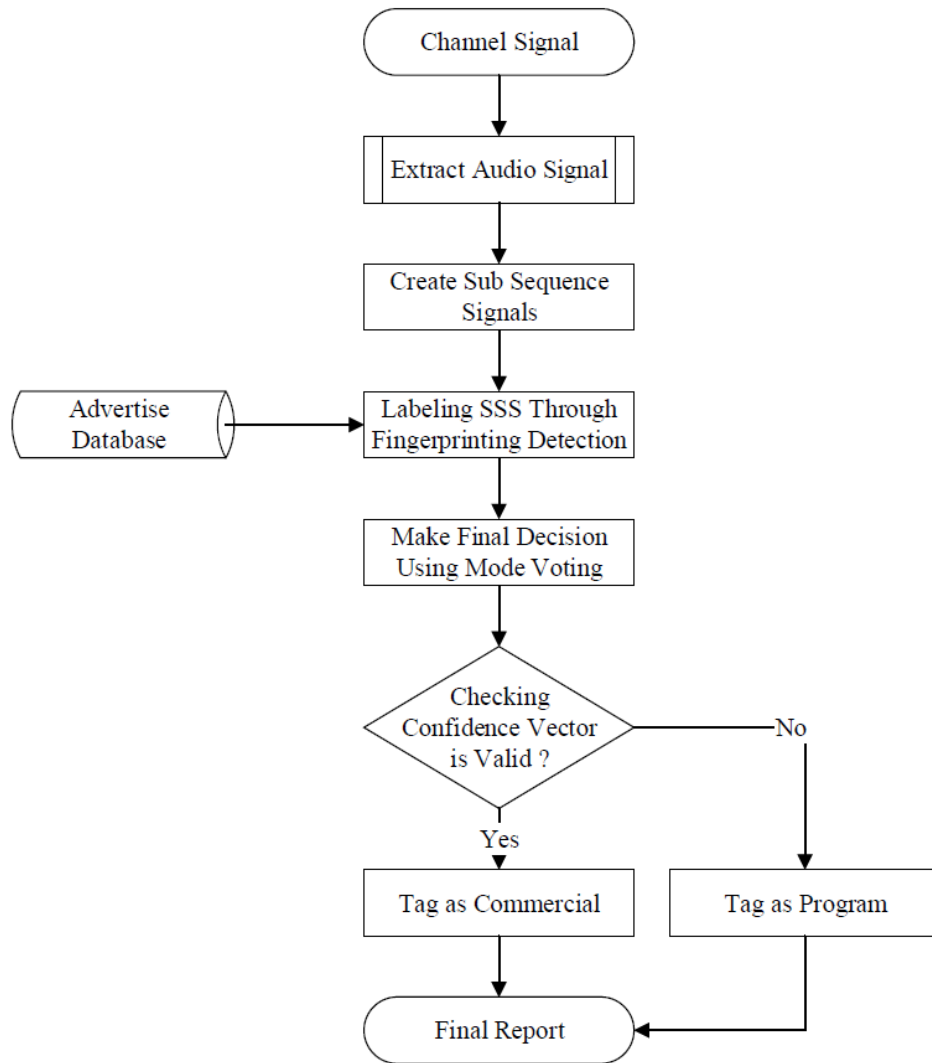 Channel Signal
Extract Audio Signal
Create Sub Sequence
Signals
Advertise
Database
Labeling SSS Through
Fingerprinting Detection
Make Final Decision
Using Mode Voting
Checking
Confidence Vector
is Valid ?
No
Yes
Tag as Commercial
Tag as Program
Final Report